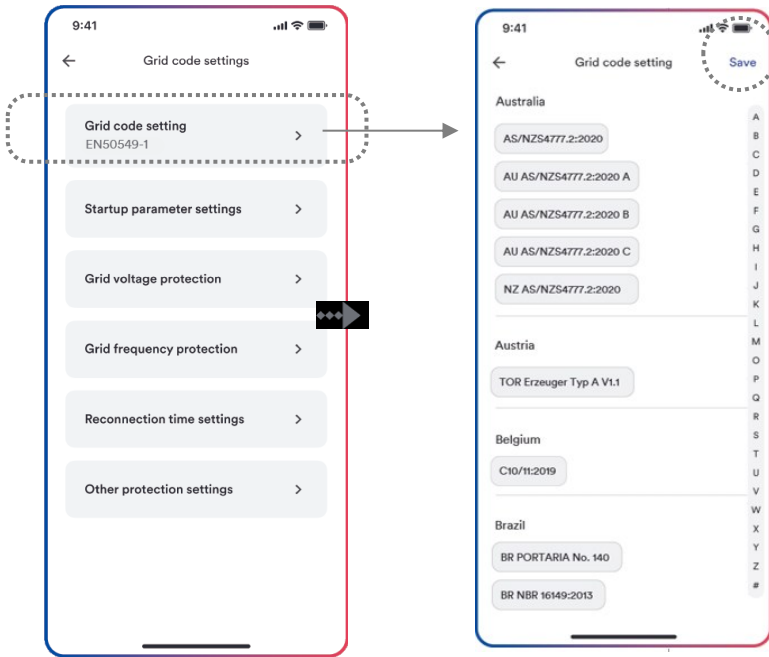 9:41
Grid code settings
Grid code setting
EN50549-1
Startup parameter settings
Grid voltage protection
Grid frequency protection
Reconnection time settings
Other protection settings
9:41
Grid code setting
Save
Australia
AS/NZS4777.2:2020
AU AS/NZS4777.2:2020 A
AU AS/NZS4777.2:2020 B
AU AS/NZS4777.2:2020 C
NZ AS/NZS4777.2:2020
Austria
TOR Erzeuger Typ A V1.1
Belgium
C10/11:2019
Brazil
BR PORTARIA No. 140
BR NBR 16149:2013
A
B
C
D
E
F
G
H
I
J
K
L
M
O
P
Q
R
S
T
U
V
W
X
Y
Z
#